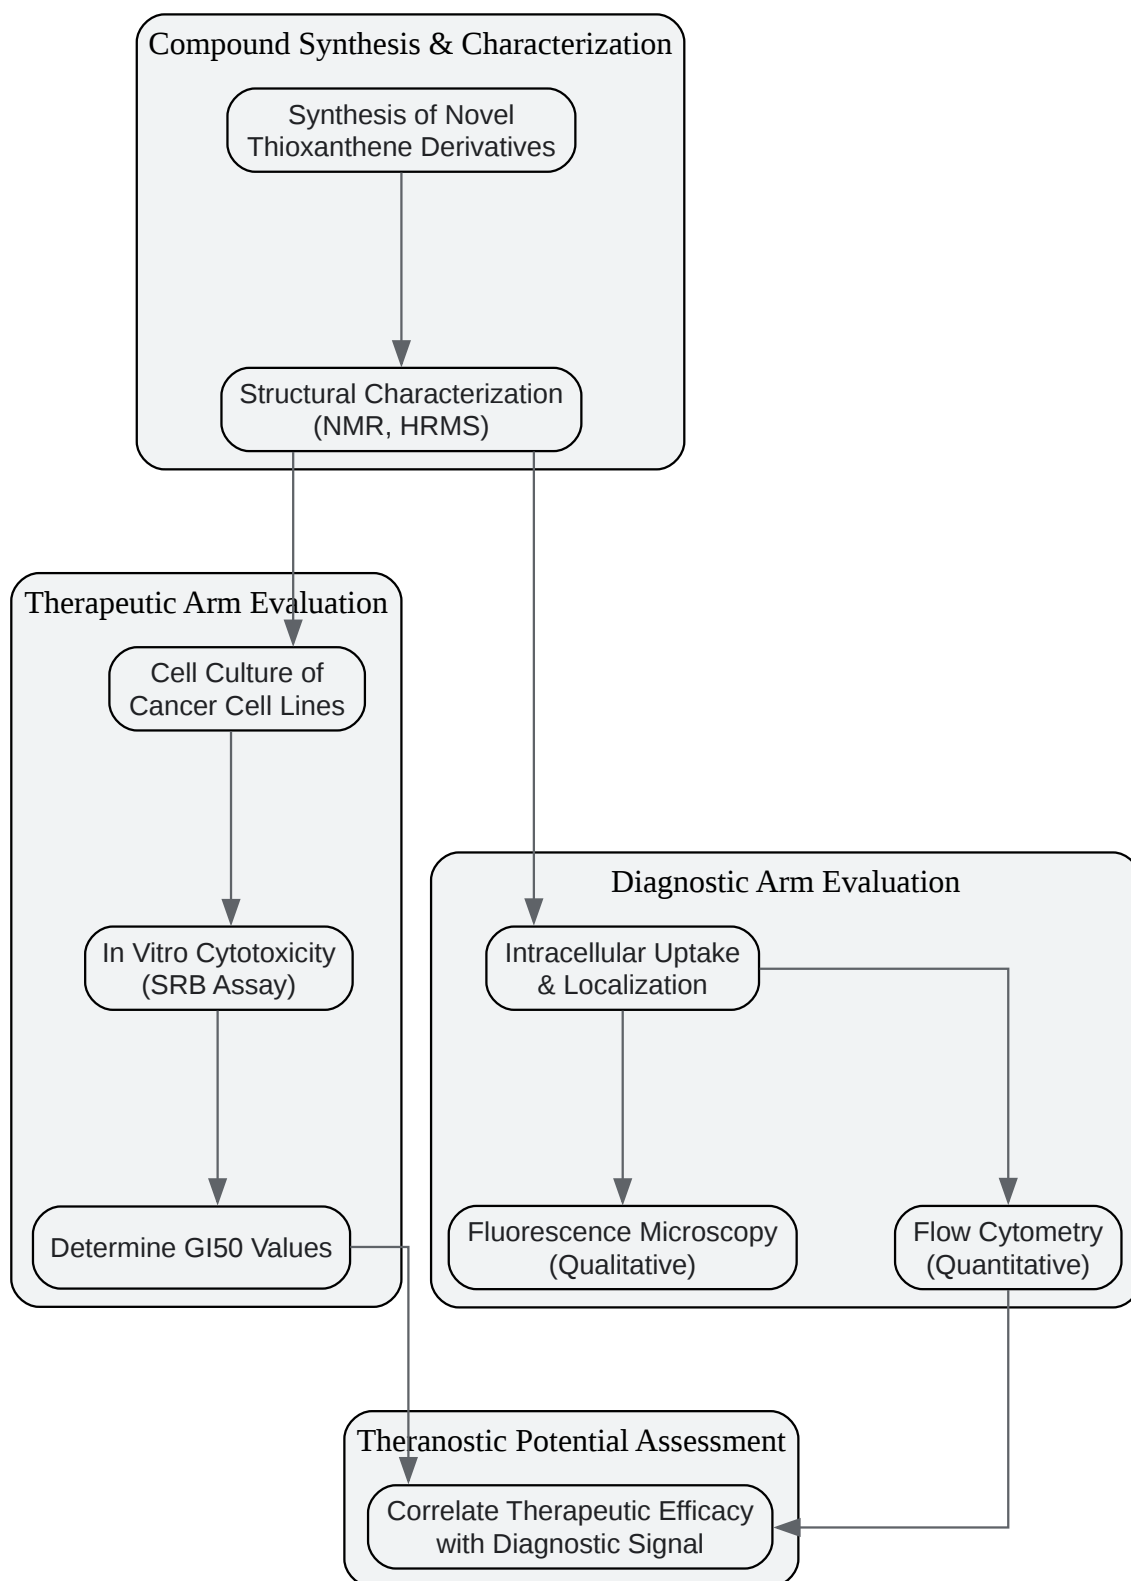 Compound Synthesis & Characterization
Synthesis of Novel
Thioxanthene Derivatives
Structural Characterization
(NMR, HRMS)
Therapeutic Arm Evaluation
Cell Culture of
Cancer Cell Lines
In Vitro Cytotoxicity
(SRB Assay)
Determine GI50 Values
Diagnostic Arm Evaluation
Intracellular Uptake
& Localization
Fluorescence Microscopy
(Qualitative)
Flow Cytometry
(Quantitative)
Theranostic Potential Assessment
Correlate Therapeutic Efficacy
with Diagnostic Signal